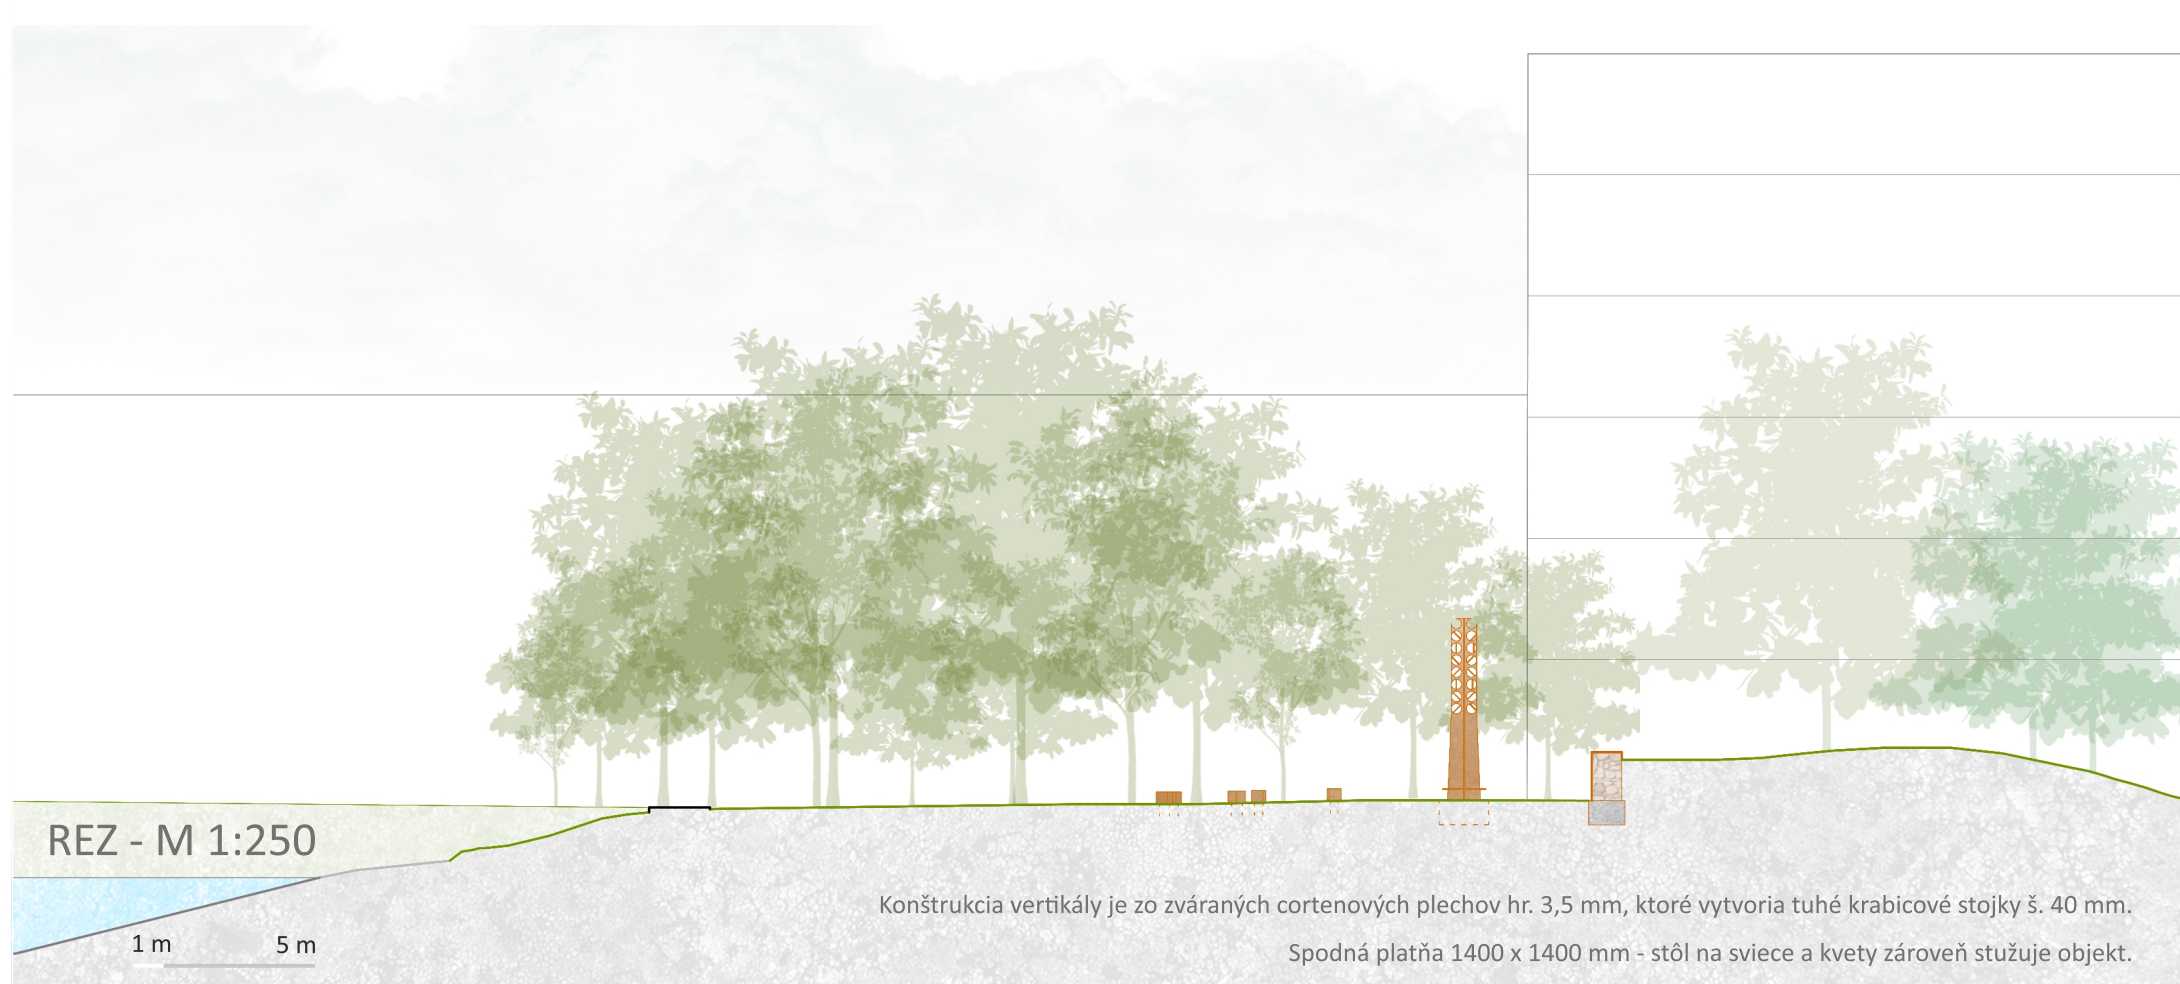 REZ - M 1:250
Konštrukcia vertikály je zo zváraných cortenových plechov hr. 3,5 mm, ktoré vytvoria tuhé krabicové stojky š. 40 mm.
1 m 5 m
Spodná platňa 1400 x 1400 mm - stôl na sviece a kvety zároveň stužuje objekt.